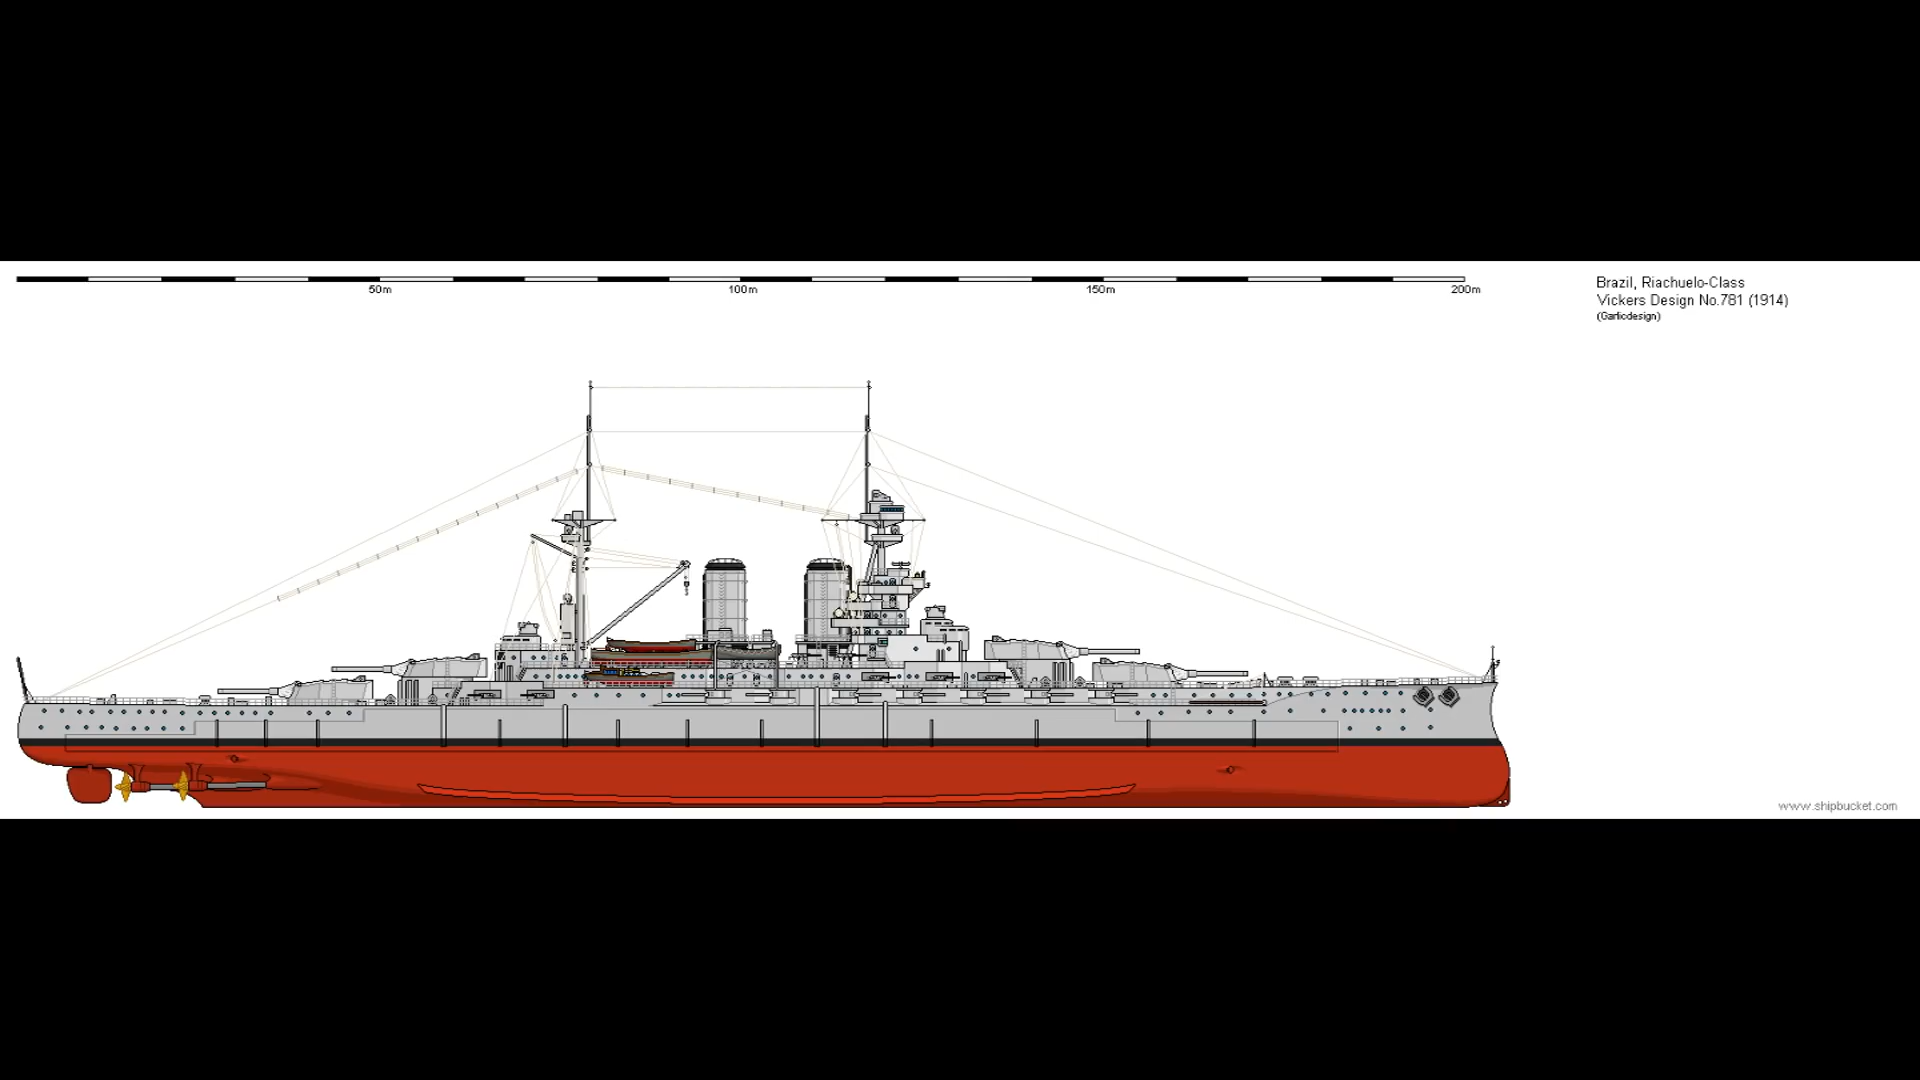 50m 100m 150m 200m
Brazil, Riachuelo-Class
Vickers Design No.781 (1914)
(Garlicdesign)
www.shipbucket.com